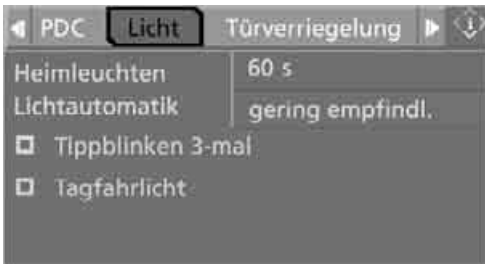 PDC Licht Türverriegelung i
Heimleuchten 60 s
Lichtautomatik gering empfindl.
Tippblinken 3-mal
Tagfahrlicht